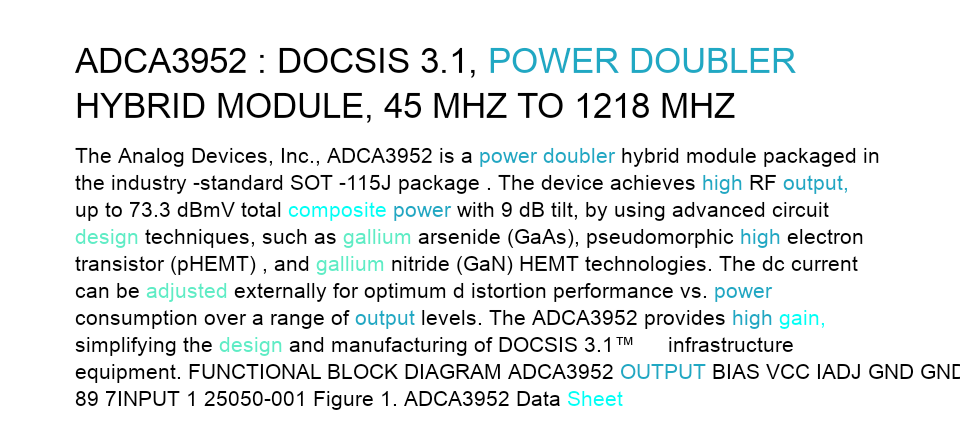 ADCA3952 : DOCSIS 3.1, POWER DOUBLER
HYBRID MODULE, 45 MHZ TO 1218 MHZ
The Analog Devices, Inc., ADCA3952 is a power doubler hybrid module packaged in
the industry -standard SOT -115J package . The device achieves high RF output,
up to 73.3 dBmV total composite power with 9 dB tilt, by using advanced circuit
design techniques, such as gallium arsenide (GaAs), pseudomorphic high electron
transistor (pHEMT) , and gallium nitride (GaN) HEMT technologies. The dc current
can be adjusted externally for optimum d istortion performance vs. power
consumption over a range of output levels. The ADCA3952 provides high gain,
simplifying the design and manufacturing of DOCSIS 3.1™ infrastructure
equipment. FUNCTIONAL BLOCK DIAGRAM ADCA3952 OUTPUT BIAS VCC IADJ GND GND
89 7INPUT 1 25050-001 Figure 1. ADCA3952 Data Sheet